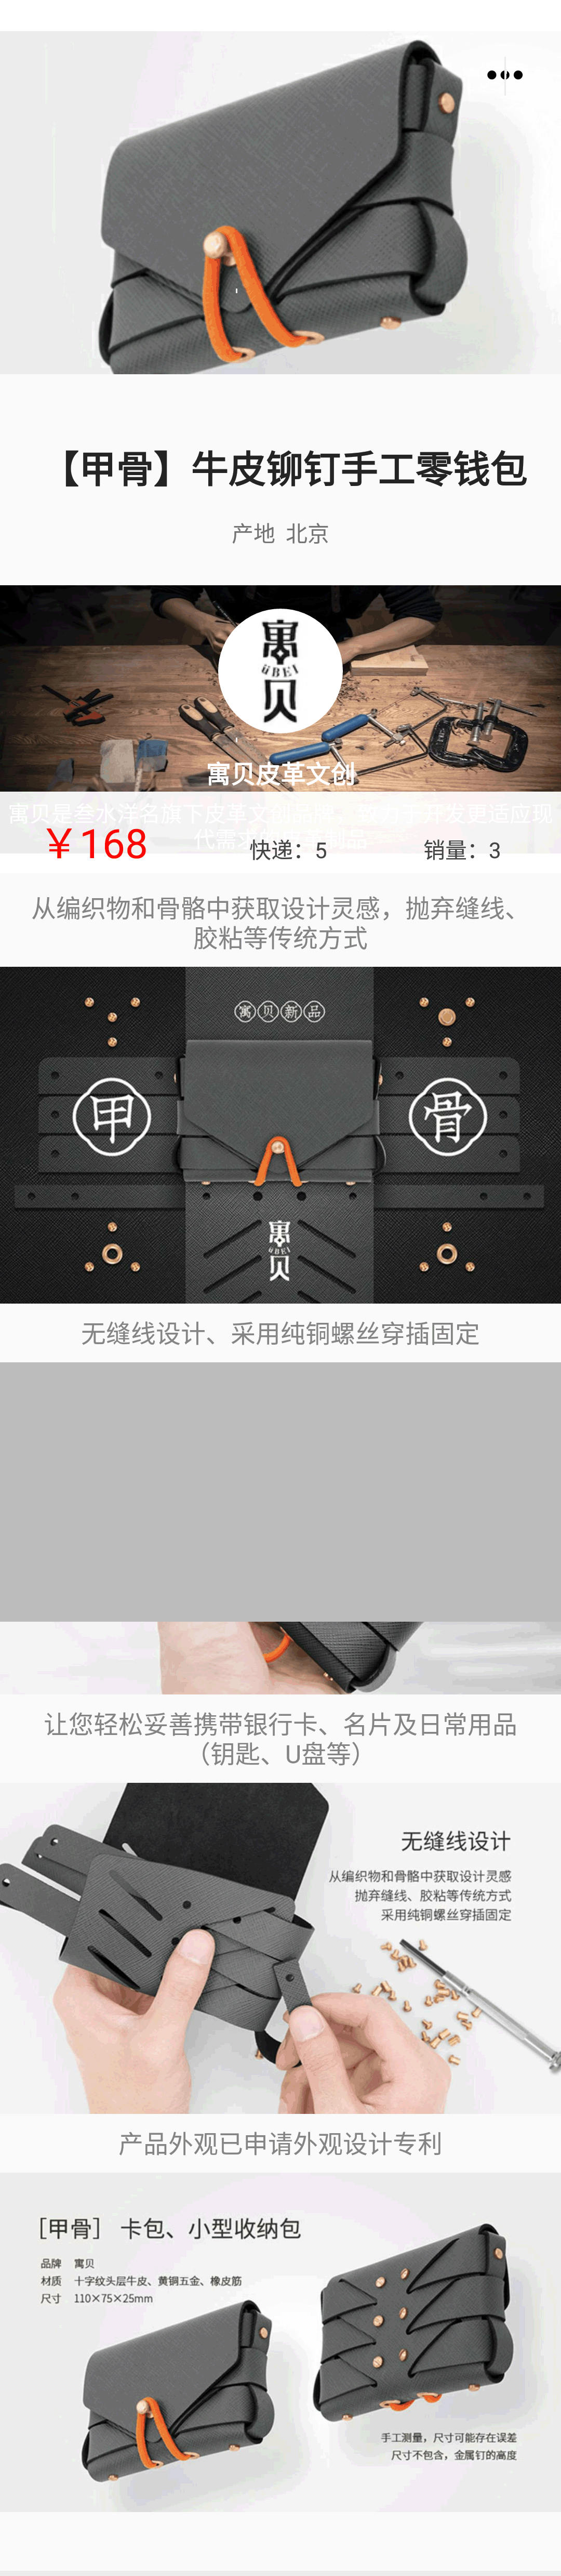 【甲骨】牛皮铆钉手工零钱包
产地 北京
寓
GBEI
贝
寓贝皮革文创
寓贝是叁水洋名旗下皮革文创品牌，致力于开发更适应现
代需求的皮革制品
￥168
快递：5
销量：3
从编织物和骨骼中获取设计灵感，抛弃缝线、
胶粘等传统方式
寓贝新品
甲
骨
寓
GBEI
贝
无缝线设计、采用纯铜螺丝穿插固定
让您轻松妥善携带银行卡、名片及日常用品
（钥匙、U盘等）
无缝线设计
从编织物和骨骼中获取设计灵感
抛弃缝线、胶粘等传统方式
采用纯铜螺丝穿插固定
产品外观已申请外观设计专利
［甲骨］ 卡包、小型收纳包
品牌 寓贝
材质 十字纹头层牛皮、黄铜五金、橡皮筋
尺寸 110×75×25mm
手工测量，尺寸可能存在误差
尺寸不包含，金属钉的高度